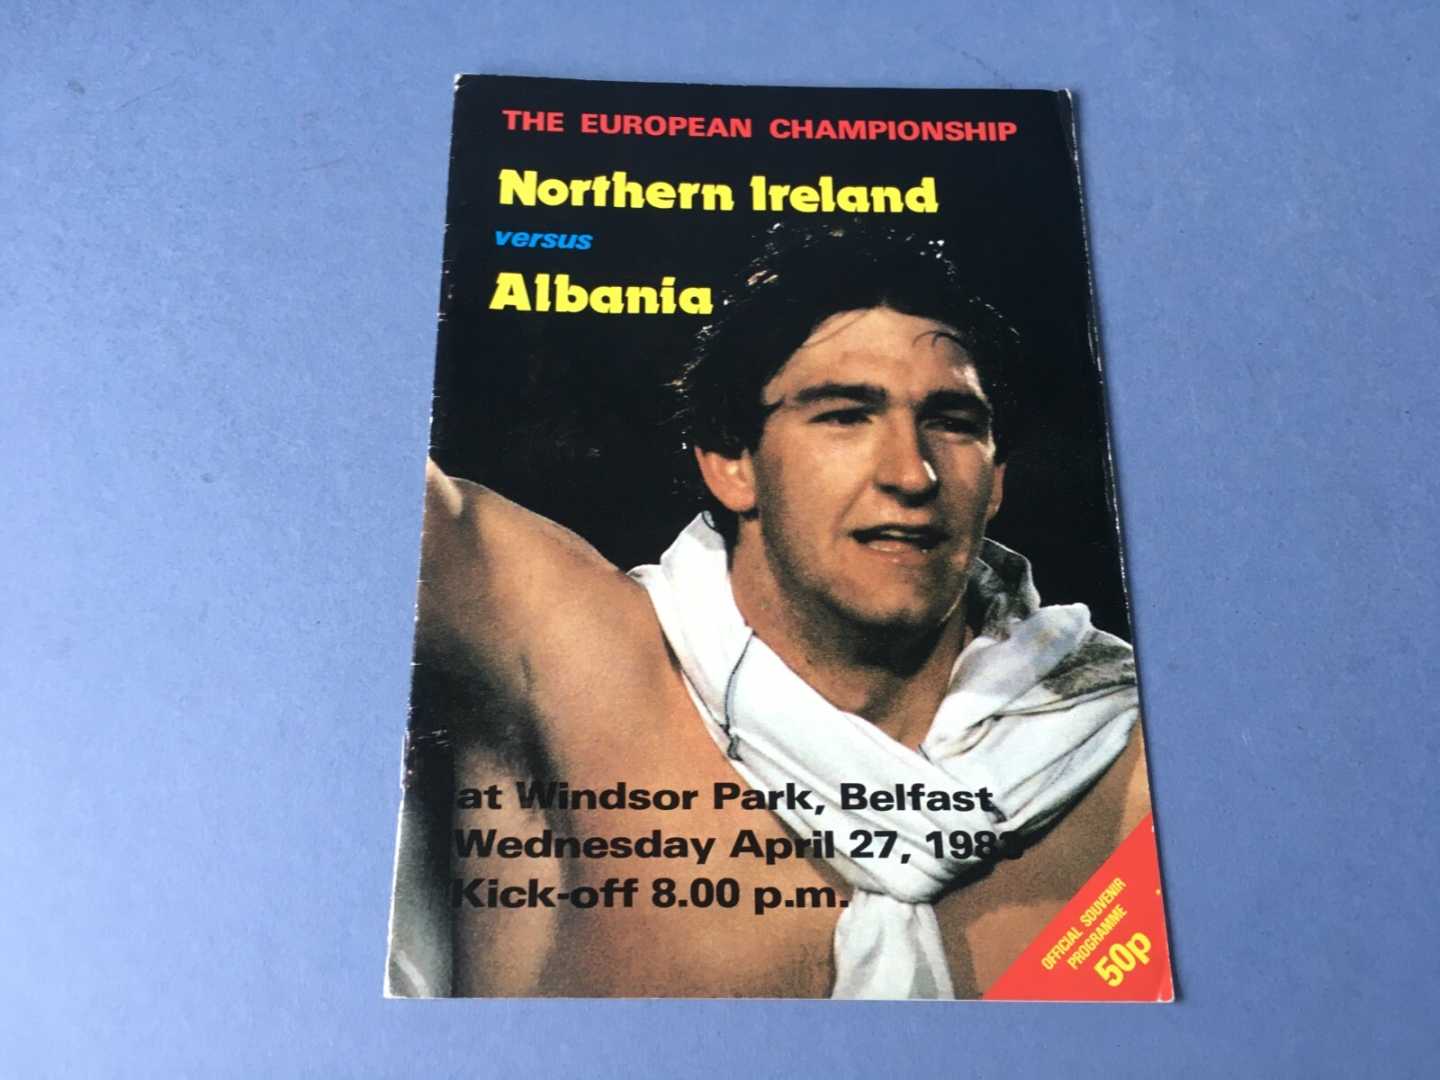 THE EUROPEAN CHAMPIONSHIP
Northern Ireland
versus
Albania
at Windsor Park, Belfast
Wednesday April 27, 1983
Kick-off 8.00 p.m.
OFFICIAL SOUVENIR
PROGRAMME
50p